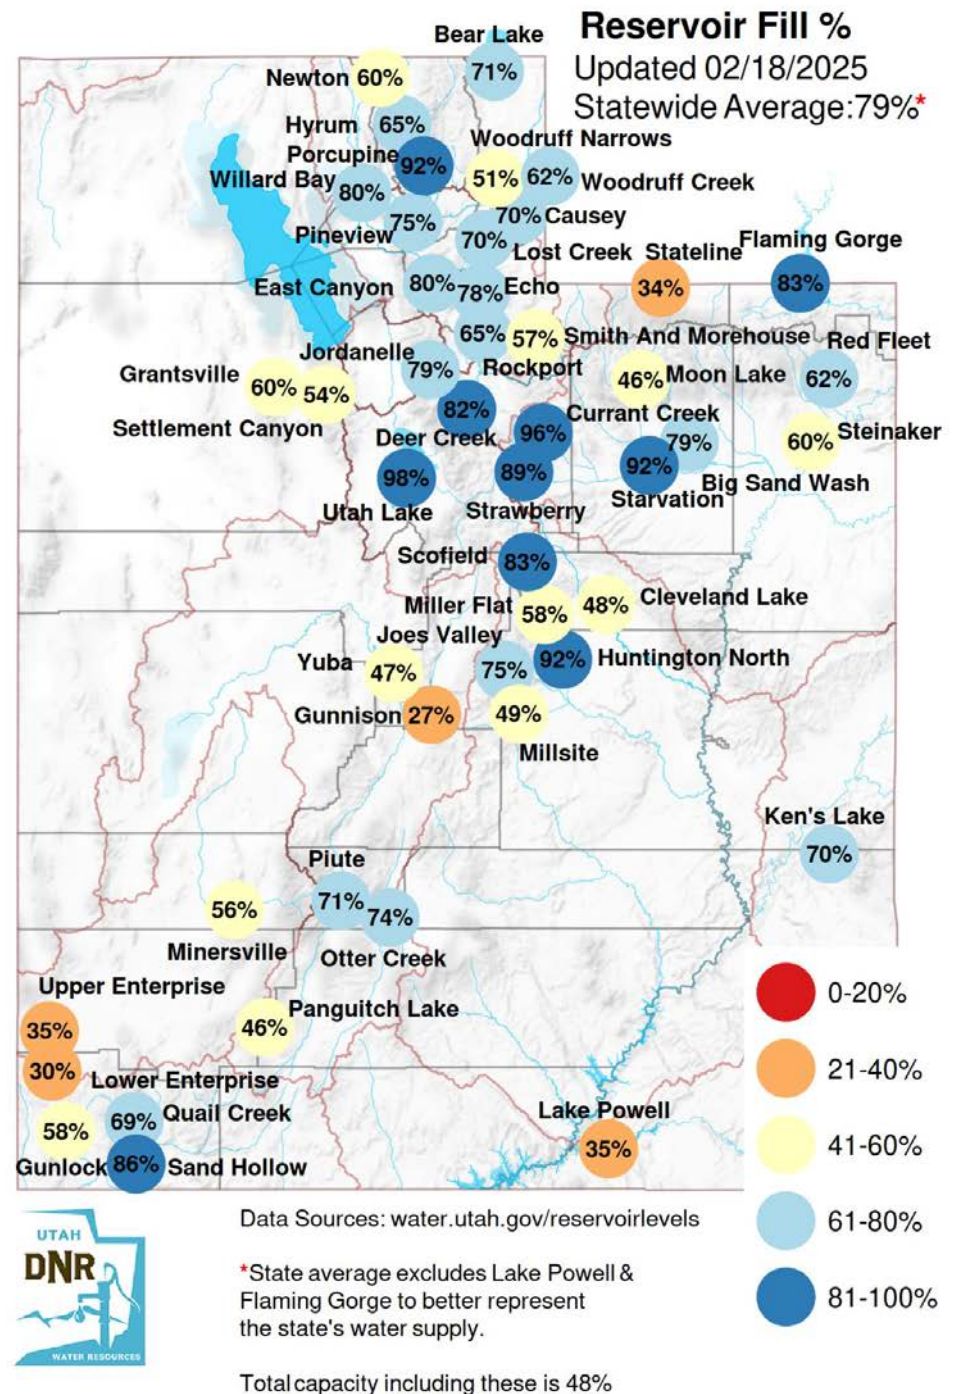 Reservoir Fill %
Updated 02/18/2025
Statewide Average:79%*
Bear Lake
71%
Newton 60%
Hyrum 65%
Porcupine 92%
Woodruff Narrows
51%
62% Woodruff Creek
Willard Bay 80%
Pineview 75%
70% Causey
70% Lost Creek
Stateline
34%
Flaming Gorge
83%
East Canyon 80%
78% Echo
65%
Rockport
57% Smith And Morehouse
Red Fleet
62%
Jordanelle
79%
Grantsville 60%
54%
Settlement Canyon
46% Moon Lake
82%
Deer Creek
Currant Creek
96%
79%
Big Sand Wash
60% Steinaker
98%
Utah Lake
89%
Strawberry
92%
Starvation
Scofield 83%
Miller Flat 58%
48% Cleveland Lake
Joes Valley
75%
92% Huntington North
Yuba 47%
Gunnison 27%
49%
Millsite
Ken's Lake
70%
Piute
71%
74%
Otter Creek
56%
Minersville
Upper Enterprise
35%
Panguitch Lake
46%
30%
Lower Enterprise
69% Quail Creek
58%
Gunlock
86% Sand Hollow
Lake Powell
35%
0-20%
21-40%
41-60%
61-80%
81-100%
UTAH
DNR
WATER RESOURCES
Data Sources: water.utah.gov/reservoirlevels
*State average excludes Lake Powell &
Flaming Gorge to better represent
the state's water supply.
Total capacity including these is 48%